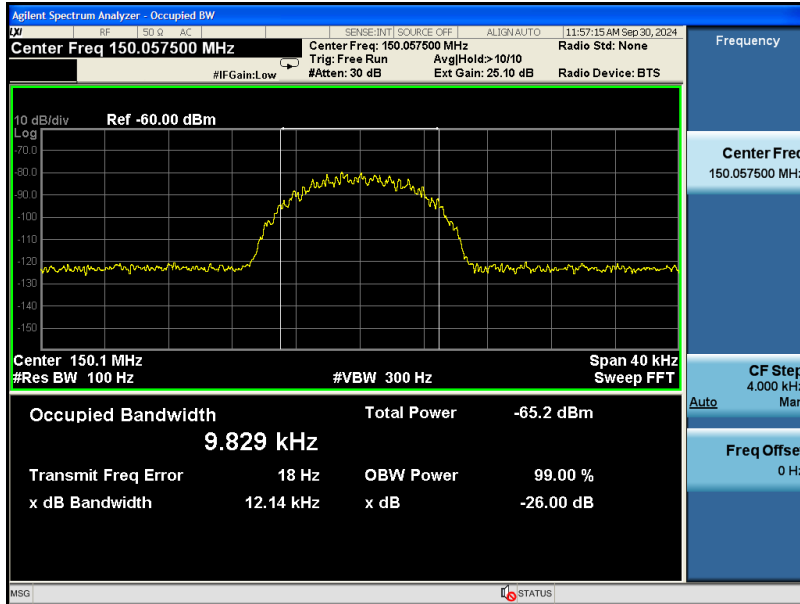 Agilent Spectrum Analyzer - Occupied BW
LXI RF 50 Ω AC SENSE:INT SOURCE OFF ALIGN AUTO 11:57:15 AM Sep 30, 2024
Center Freq 150.057500 MHz
Center Freq: 150.057500 MHz
Radio Std: None
Trig: Free Run Avg|Hold:>10/10
#IFGain:Low #Atten: 30 dB Ext Gain: 25.10 dB Radio Device: BTS
10 dB/div Ref -60.00 dBm
Log
-70.0
-80.0
-90.0
-100
-110
-120
-130
-140
-150
Center 150.1 MHz Span 40 kHz
#Res BW 100 Hz #VBW 300 Hz Sweep FFT
Occupied Bandwidth Total Power -65.2 dBm
9.829 kHz
Transmit Freq Error 18 Hz OBW Power 99.00 %
x dB Bandwidth 12.14 kHz x dB -26.00 dB
Frequency
Center Freq
150.057500 MHz
CF Step
4.000 kHz
Auto Man
Freq Offset
0 Hz
MSG STATUS